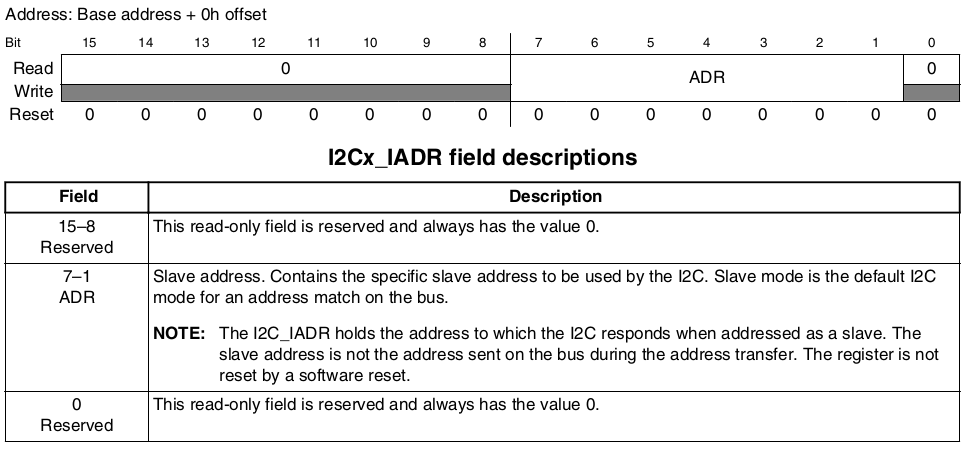 Address: Base address + 0h offset
Bit 15 14 13 12 11 10 9 8 7 6 5 4 3 2 1 0
Read 0 ADR 0
Write
Reset 0 0 0 0 0 0 0 0 0 0 0 0 0 0 0 0
I2Cx_IADR field descriptions
Field Description
15–8 This read-only field is reserved and always has the value 0.
Reserved
7–1 Slave address. Contains the specific slave address to be used by the I2C. Slave mode is the default I2C
ADR mode for an address match on the bus.
NOTE: The I2C_IADR holds the address to which the I2C responds when addressed as a slave. The
slave address is not the address sent on the bus during the address transfer. The register is not
reset by a software reset.
0 This read-only field is reserved and always has the value 0.
Reserved